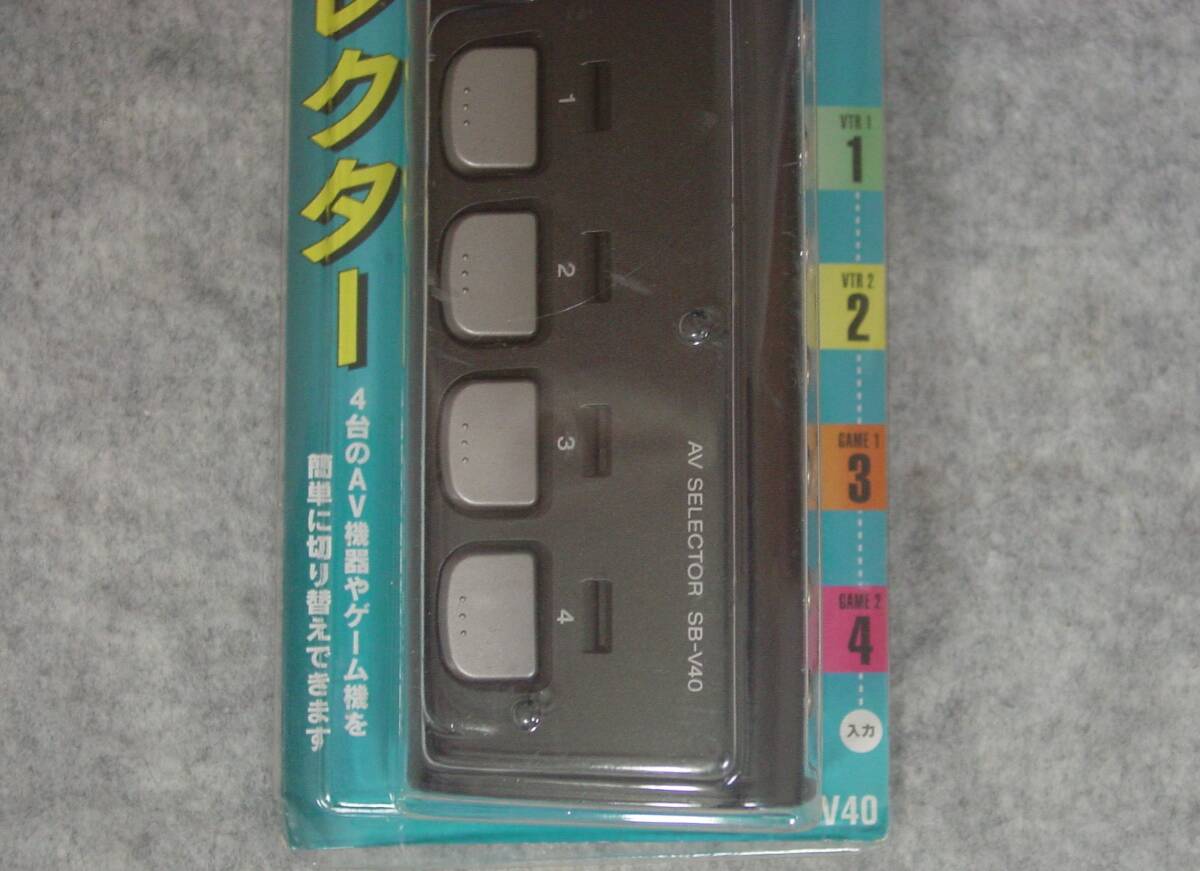 レクター
4台のAV機器やゲーム機を
簡単に切り替えできます
1
2
3
4
AV SELECTOR SB-V40
VTR 1
1
VTR 2
2
GAME 1
3
GAME 2
4
入力
V40